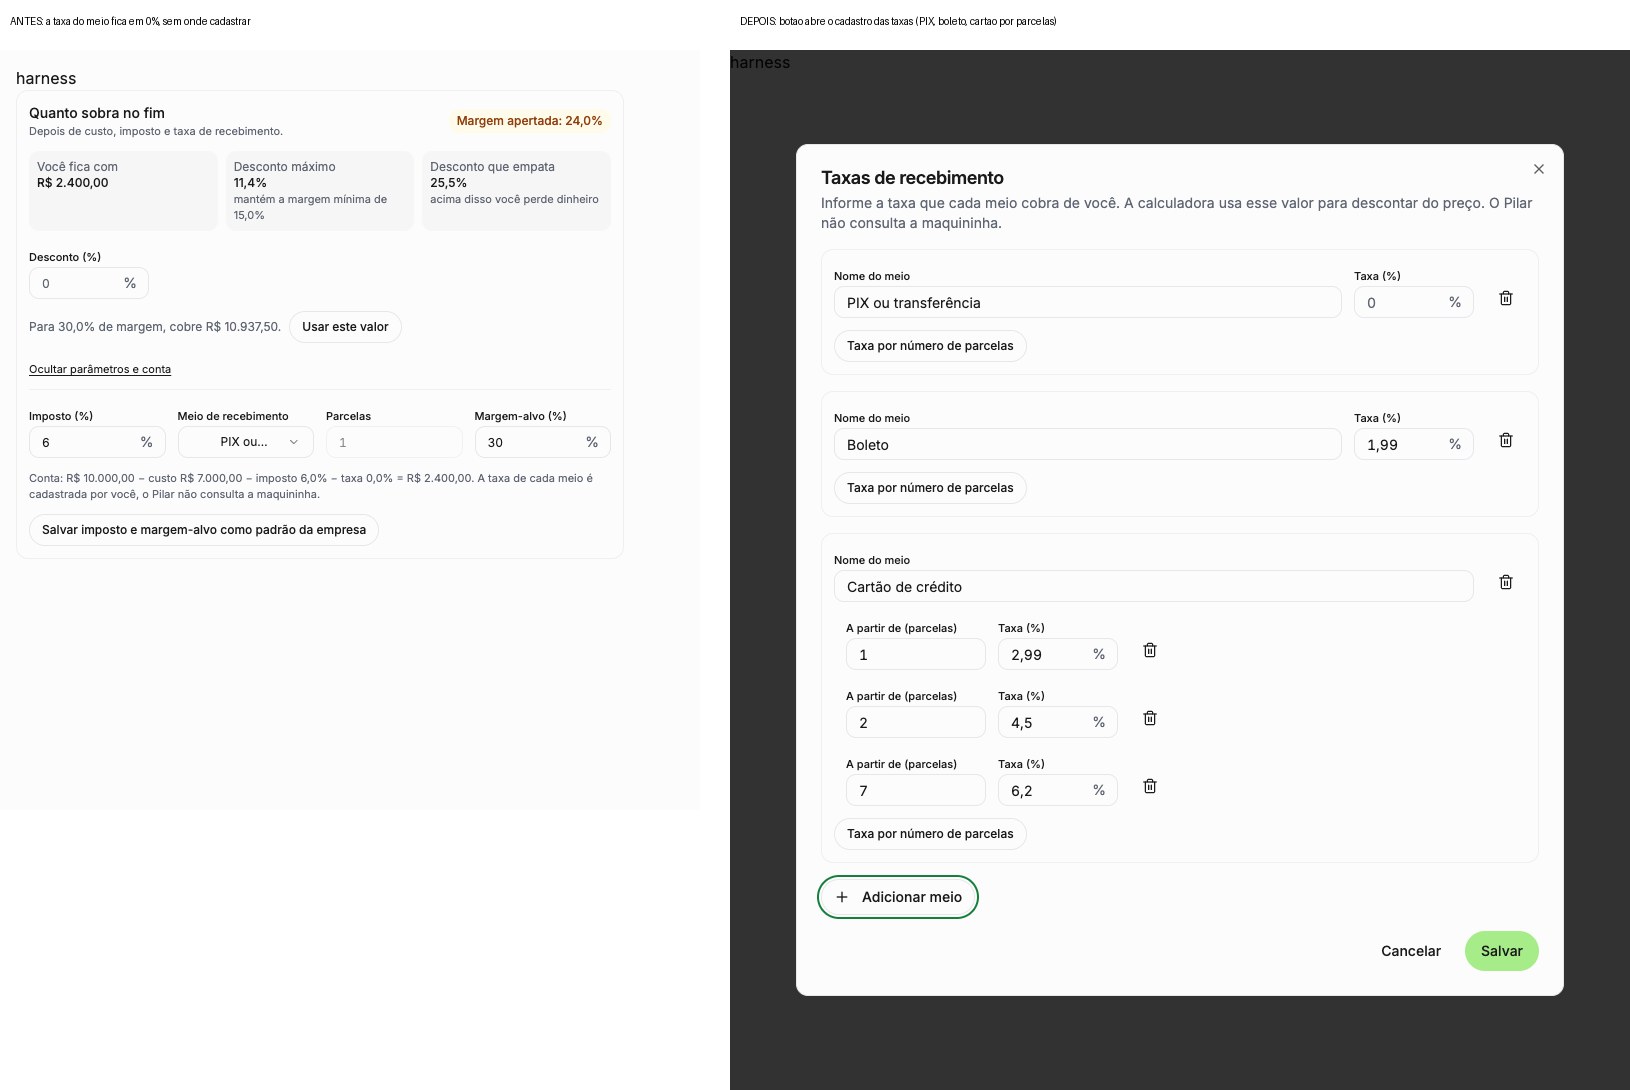 ANTES: a taxa do meio fica em 0%, sem onde cadastrar
harness
Quanto sobra no fim
Depois de custo, imposto e taxa de recebimento.
Margem apertada: 24,0%
Você fica com
R$ 2.400,00
Desconto máximo
11,4%
mantém a margem mínima de
15,0%
Desconto que empata
25,5%
acima disso você perde dinheiro
Desconto (%)
0 %
Para 30,0% de margem, cobre R$ 10.937,50. Usar este valor
Ocultar parâmetros e conta
Imposto (%) Meio de recebimento Parcelas Margem-alvo (%)
6 % PIX ou... 1 30 %
Conta: R$ 10.000,00 − custo R$ 7.000,00 − imposto 6,0% − taxa 0,0% = R$ 2.400,00. A taxa de cada meio é
cadastrada por você, o Pilar não consulta a maquininha.
Salvar imposto e margem-alvo como padrão da empresa
DEPOIS: botao abre o cadastro das taxas (PIX, boleto, cartao por parcelas)
harness
Taxas de recebimento
Informe a taxa que cada meio cobra de você. A calculadora usa esse valor para descontar do preço. O Pilar
não consulta a maquininha.
Nome do meio Taxa (%)
PIX ou transferência 0 %
Taxa por número de parcelas
Nome do meio Taxa (%)
Boleto 1,99 %
Taxa por número de parcelas
Nome do meio
Cartão de crédito
A partir de (parcelas) Taxa (%)
1 2,99 %
A partir de (parcelas) Taxa (%)
2 4,5 %
A partir de (parcelas) Taxa (%)
7 6,2 %
Taxa por número de parcelas
+ Adicionar meio
Cancelar Salvar